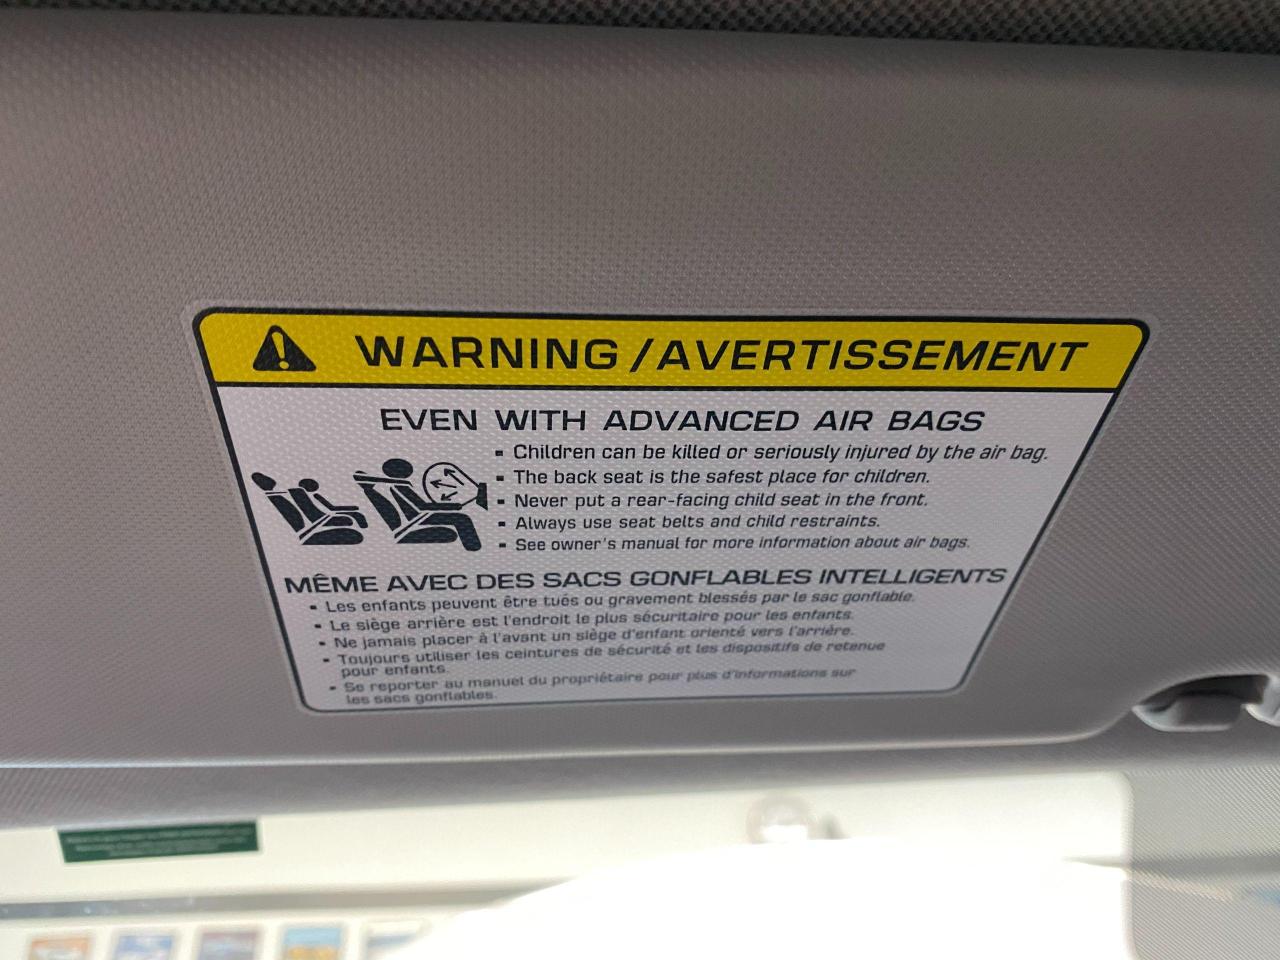 WARNING/AVERTISSEMENT
EVEN WITH ADVANCED AIR BAGS
▪ Children can be killed or seriously injured by the air bag.
▪ The back seat is the safest place for children.
▪ Never put a rear-facing child seat in the front.
▪ Always use seat belts and child restraints.
▪ See owner's manual for more information about air bags.
MÊME AVEC DES SACS GONFLABLES INTELLIGENTS
▪ Les enfants peuvent être tués ou gravement blessés par le sac gonflable.
▪ Le siège arrière est l'endroit le plus sécuritaire pour les enfants.
▪ Ne jamais placer à l'avant un siège d'enfant orienté vers l'arrière.
▪ Toujours utiliser les ceintures de sécurité et les dispositifs de retenue
pour enfants.
▪ Se reporter au manuel du propriétaire pour plus d'informations sur
les sacs gonflables.